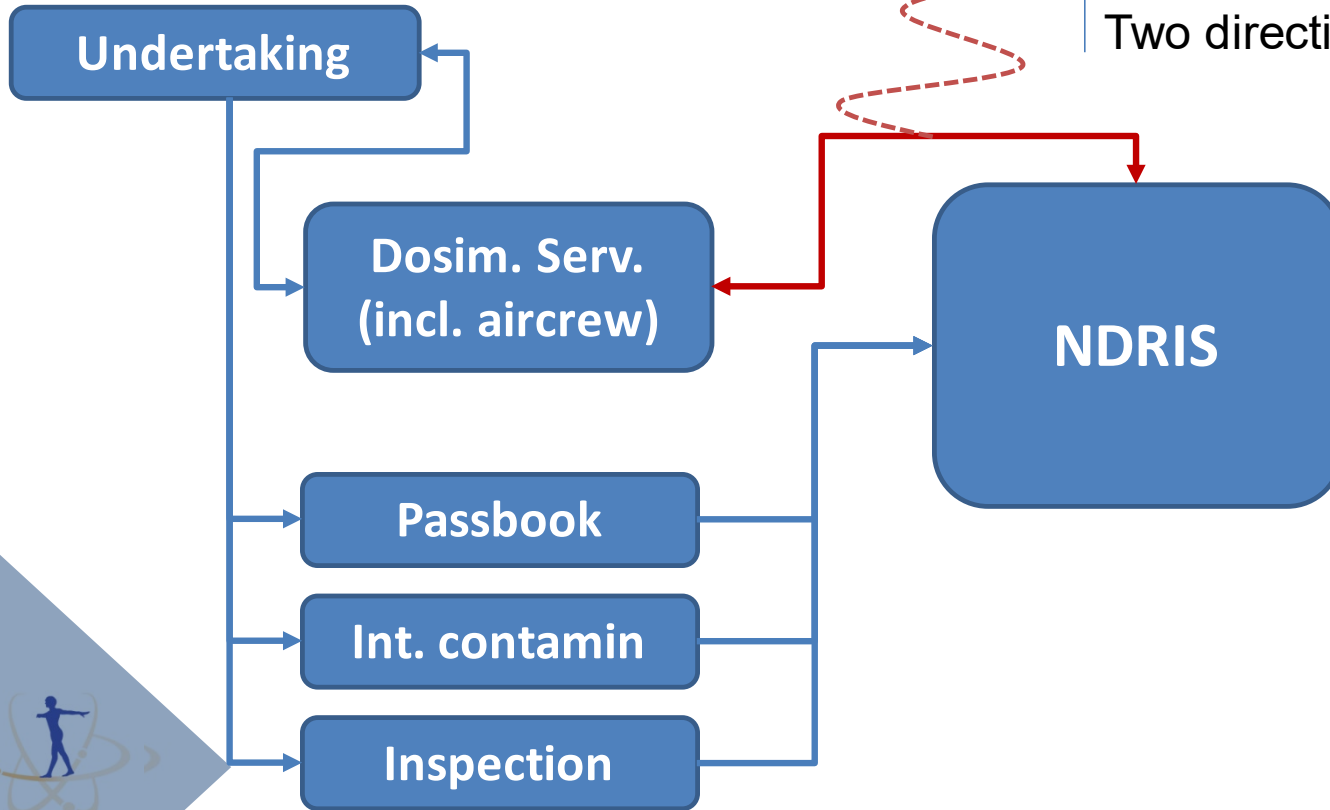 Two directi
Undertaking
Dosim. Serv.
(incl. aircrew)
NDRIS
Passbook
Int. contamin
Inspection